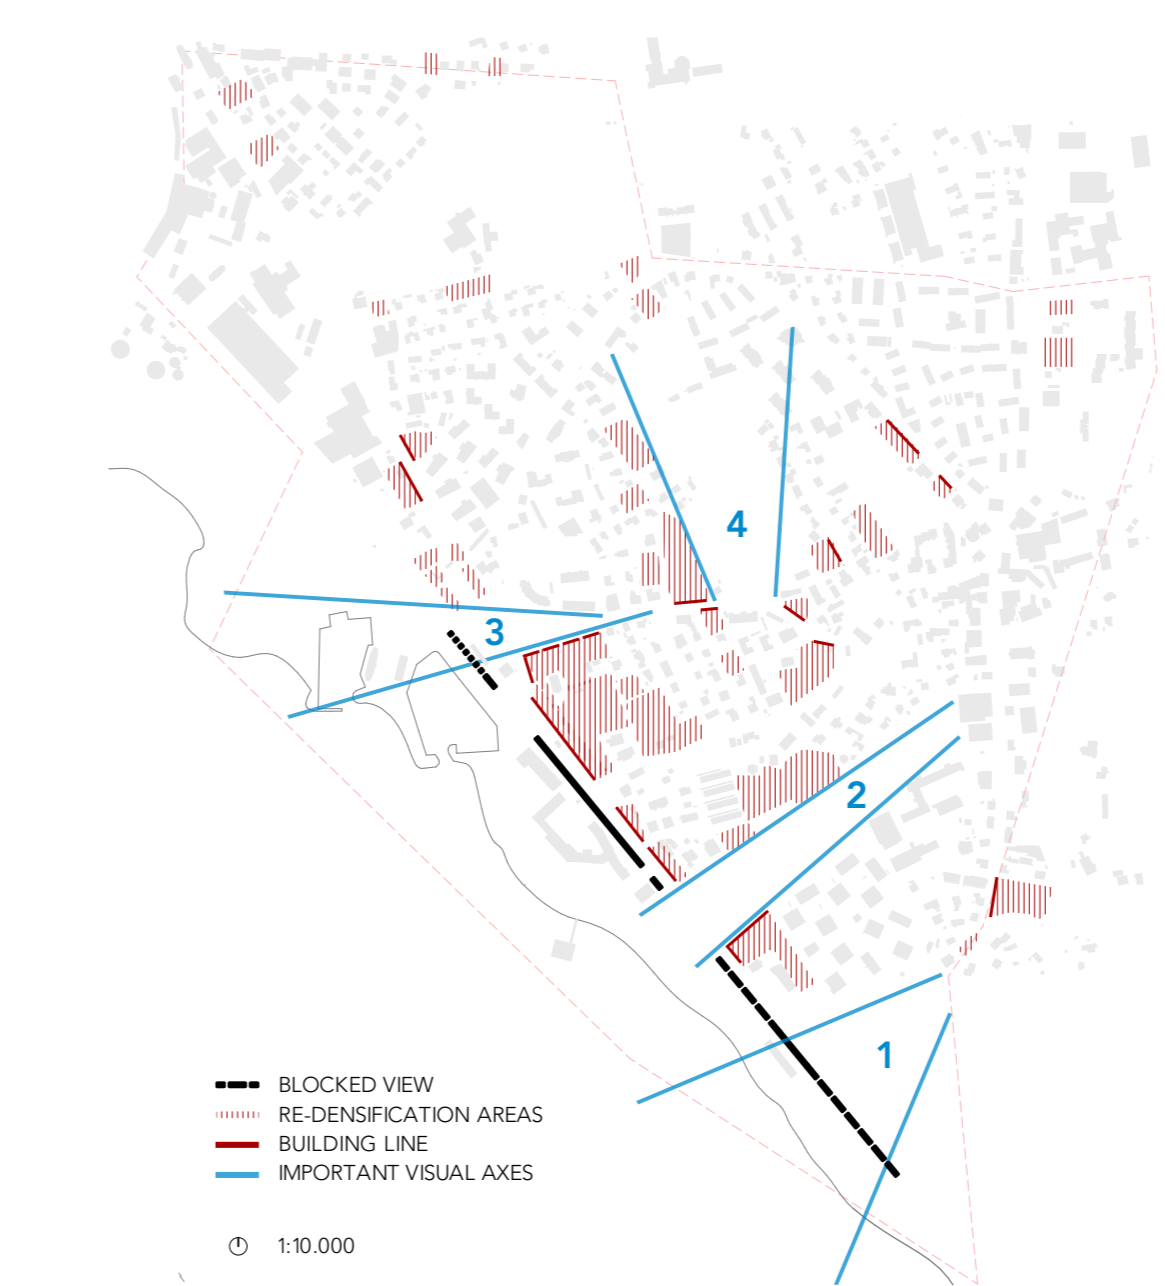 4
3
2
1
BLOCKED VIEW
RE-DENSIFICATION AREAS
BUILDING LINE
IMPORTANT VISUAL AXES
1:10.000